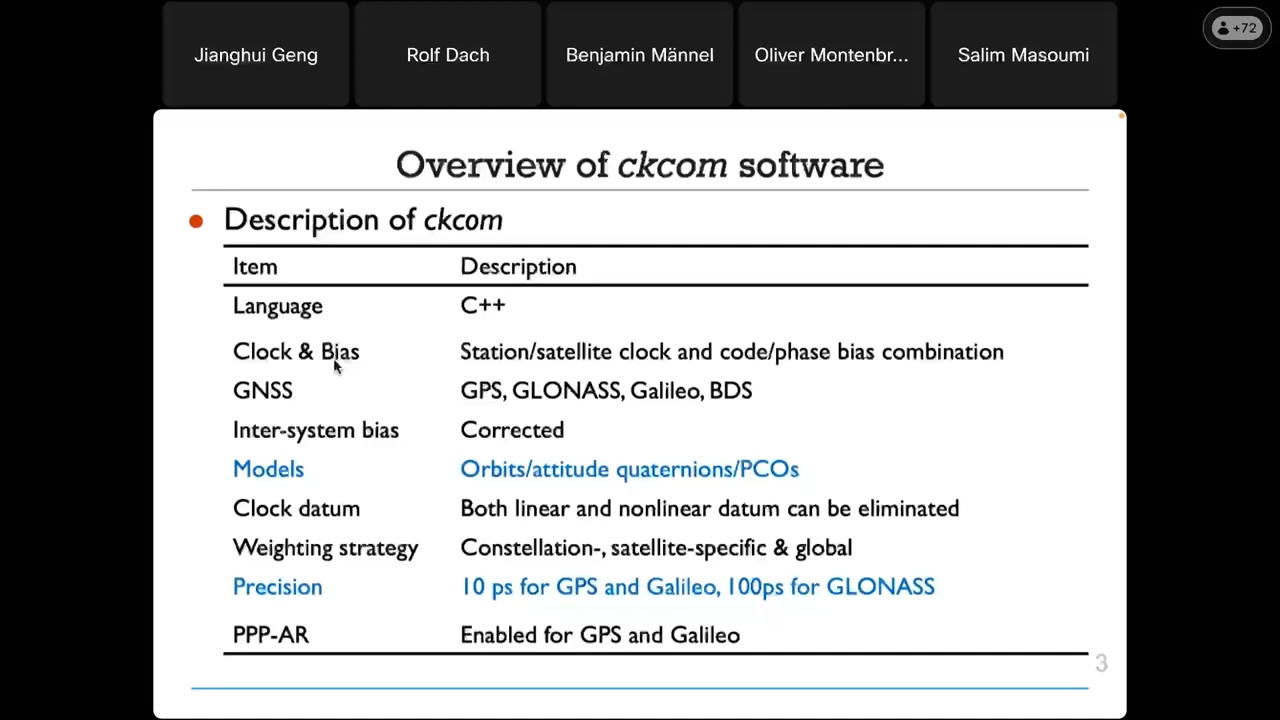 Jianghui Geng
Rolf Dach
Benjamin Männel
Oliver Montenbr...
Salim Masoumi
+72
Overview of ckcom software
Description of ckcom
Item Description
Language C++
Clock & Bias Station/satellite clock and code/phase bias combination
GNSS GPS, GLONASS, Galileo, BDS
Inter-system bias Corrected
Models Orbits/attitude quaternions/PCOs
Clock datum Both linear and nonlinear datum can be eliminated
Weighting strategy Constellation-, satellite-specific & global
Precision 10 ps for GPS and Galileo, 100ps for GLONASS
PPP-AR Enabled for GPS and Galileo
3